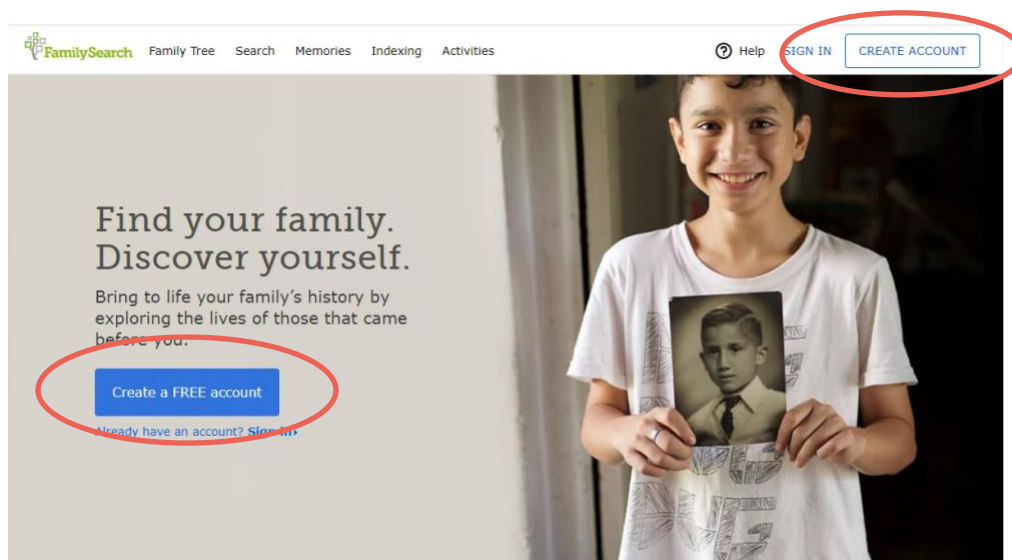 FamilySearch Family Tree Search Memories Indexing Activities Help SIGN IN CREATE ACCOUNT
Find your family.
Discover yourself.
Bring to life your family's history by
exploring the lives of those that came
before you.
Create a FREE account
Already have an account? Sign in›